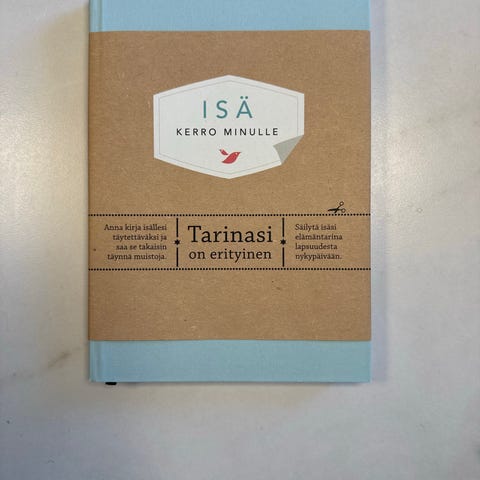 ISÄ
KERRO MINULLE
Anna kirja isällesi
täytettäväksi ja
saa se takaisin
täynnä muistoja.
Tarinasi
on erityinen
Säilytä isäsi
elämäntarina
lapsuudesta
nykypäivään.